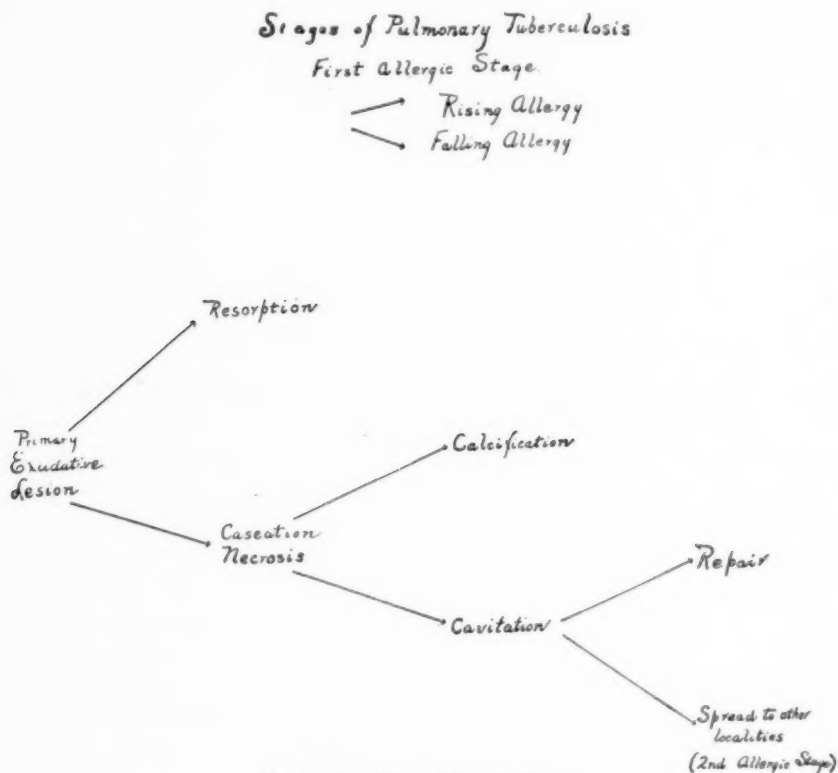 Stages of Pulmonary Tuberculosis
First Allergic Stage
Rising Allergy
Falling Allergy
Resorption
Primary
Exudative
Lesion
Calcification
Caseation
Necrosis
Repair
Cavitation
Spread to other
localities
(2nd Allergic Stage)